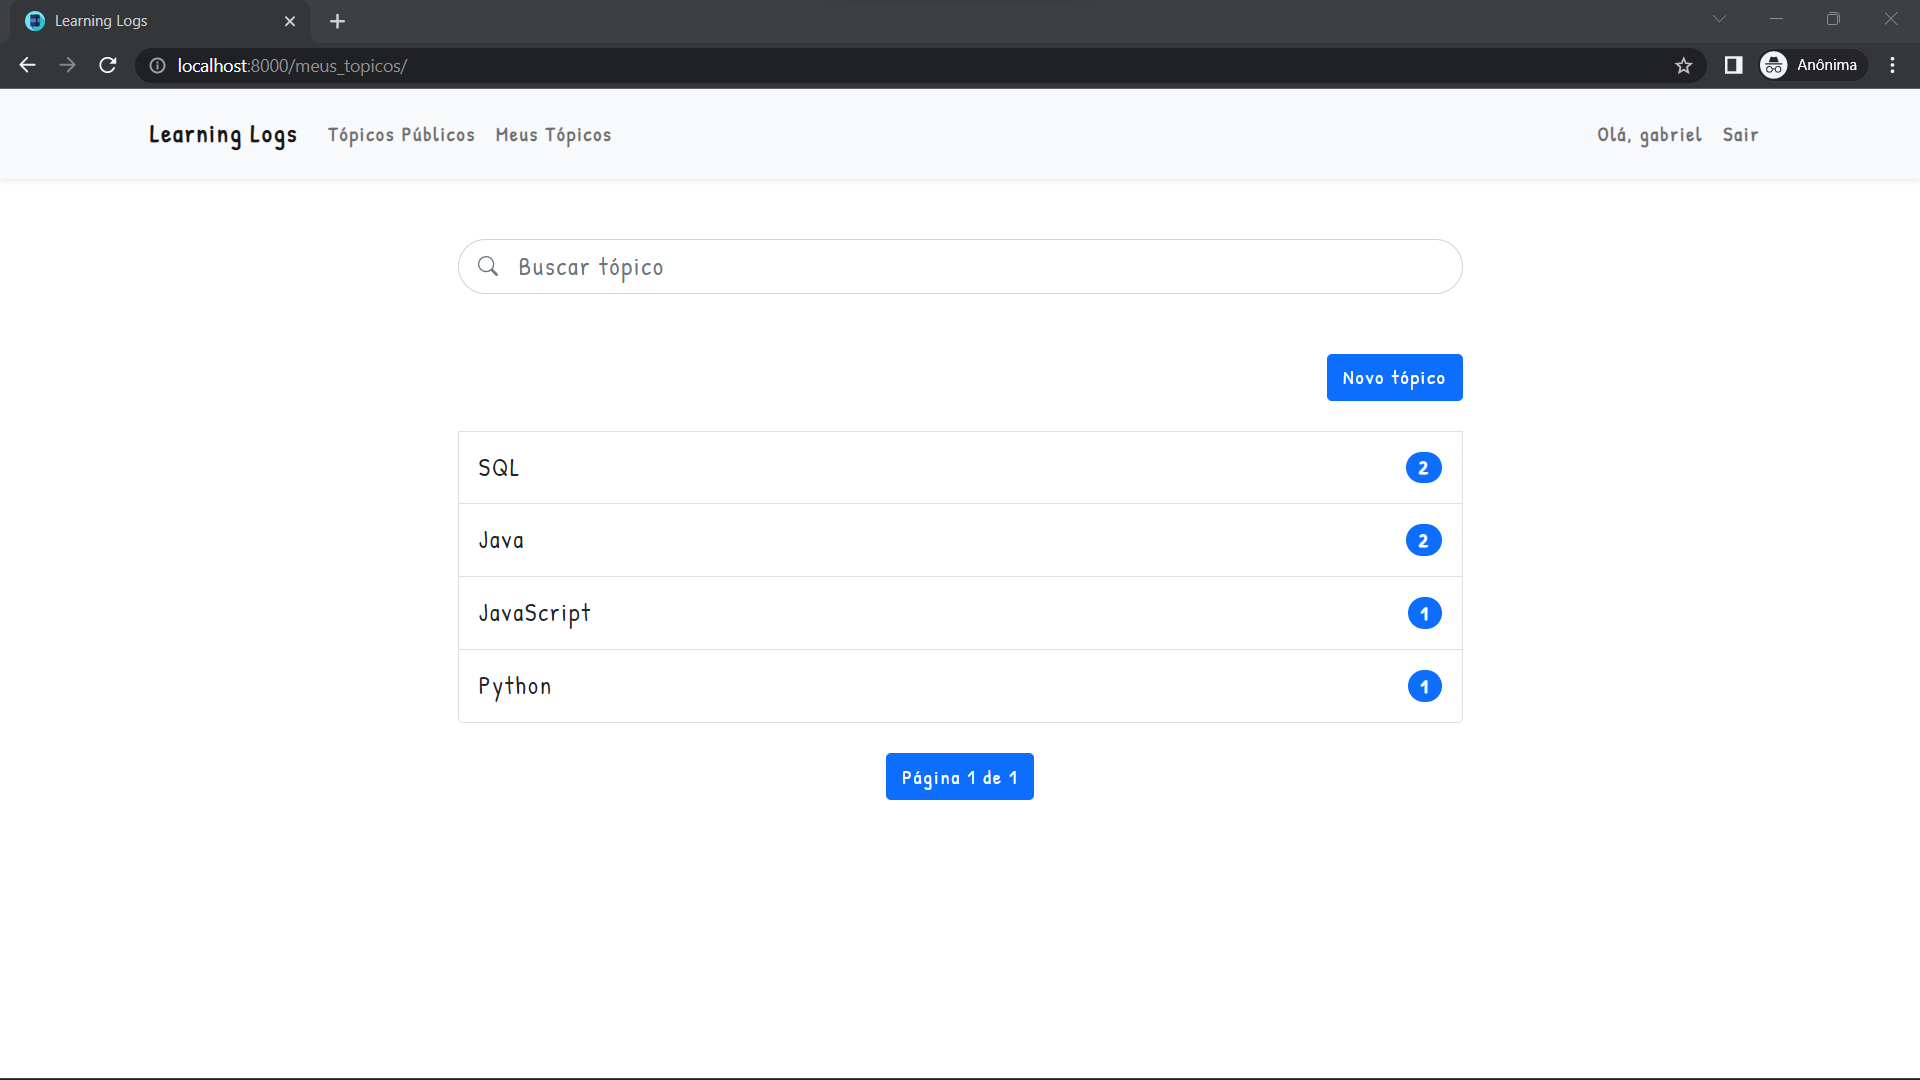 Learning Logs
localhost:8000/meus_topicos/
Anônima
Learning Logs Tópicos Públicos Meus Tópicos Olá, gabriel Sair
Buscar tópico
Novo tópico
SQL 2
Java 2
JavaScript 1
Python 1
Página 1 de 1